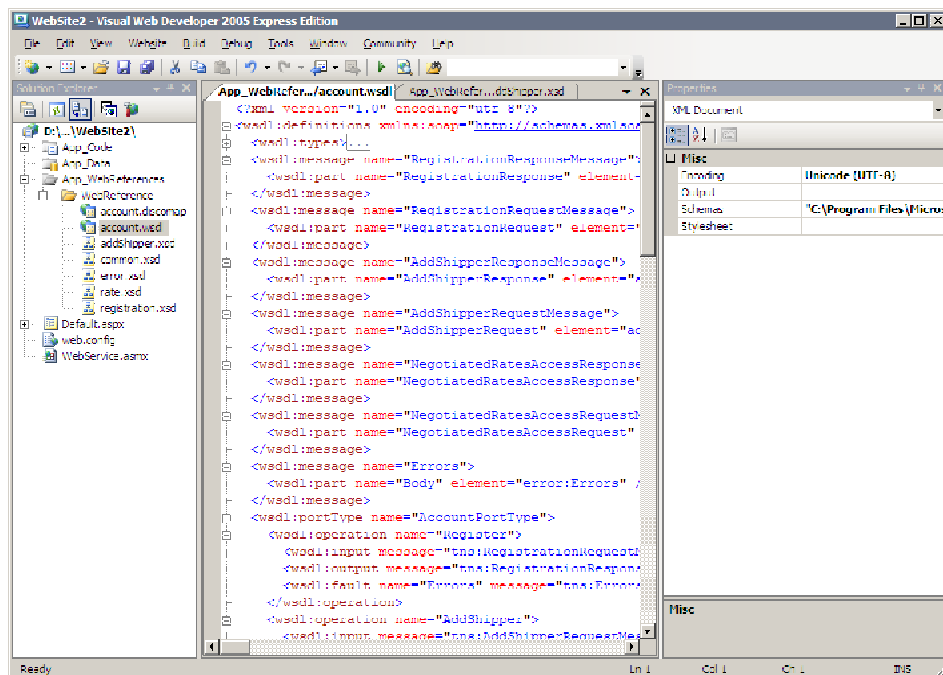 WebSite2 - Visual Web Developer 2005 Express Edition
File Edit View Website Build Debug Tools Window Community Help
Solution Explorer
D:\...\WebSite2\
App_Code
App_Data
App_WebReferences
WebReference
account.discomap
account.wsdl
addShipper.xsd
common.xsd
error.xsd
rate.xsd
registration.xsd
Default.aspx
web.config
WebService.asmx
App_WebRefer.../account.wsdl App_WebRefer...ddShipper.xsd
<?xml version="1.0" encoding="utf-8"?>
<wsdl:definitions xmlns:soap="http://schemas.xmlsoa
<wsdl:types>...
<wsdl:message name="RegistrationResponseMessage">
<wsdl:part name="RegistrationResponse" element=
</wsdl:message>
<wsdl:message name="RegistrationRequestMessage">
<wsdl:part name="RegistrationRequest" element="
</wsdl:message>
<wsdl:message name="AddShipperResponseMessage">
<wsdl:part name="AddShipperResponse" element="a
</wsdl:message>
<wsdl:message name="AddShipperRequestMessage">
<wsdl:part name="AddShipperRequest" element="ad
</wsdl:message>
<wsdl:message name="NegotiatedRatesAccessResponse
<wsdl:part name="NegotiatedRatesAccessResponse"
</wsdl:message>
<wsdl:message name="NegotiatedRatesAccessRequestM
<wsdl:part name="NegotiatedRatesAccessRequest"
</wsdl:message>
<wsdl:message name="Errors">
<wsdl:part name="Body" element="error:Errors" /
</wsdl:message>
<wsdl:portType name="AccountPortType">
<wsdl:operation name="Register">
<wsdl:input message="tns:RegistrationRequestM
<wsdl:output message="tns:RegistrationRespons
<wsdl:fault name="Errors" message="tns:Errors
</wsdl:operation>
<wsdl:operation name="AddShipper">
<wsdl:input message="tns:AddShipperRequestMes
Properties
XML Document
Misc
Encoding Unicode (UTF-8)
Output
Schemas "C:\Program Files\Micros
Stylesheet
Misc
Ready Ln 1 Col 1 Ch 1 INS